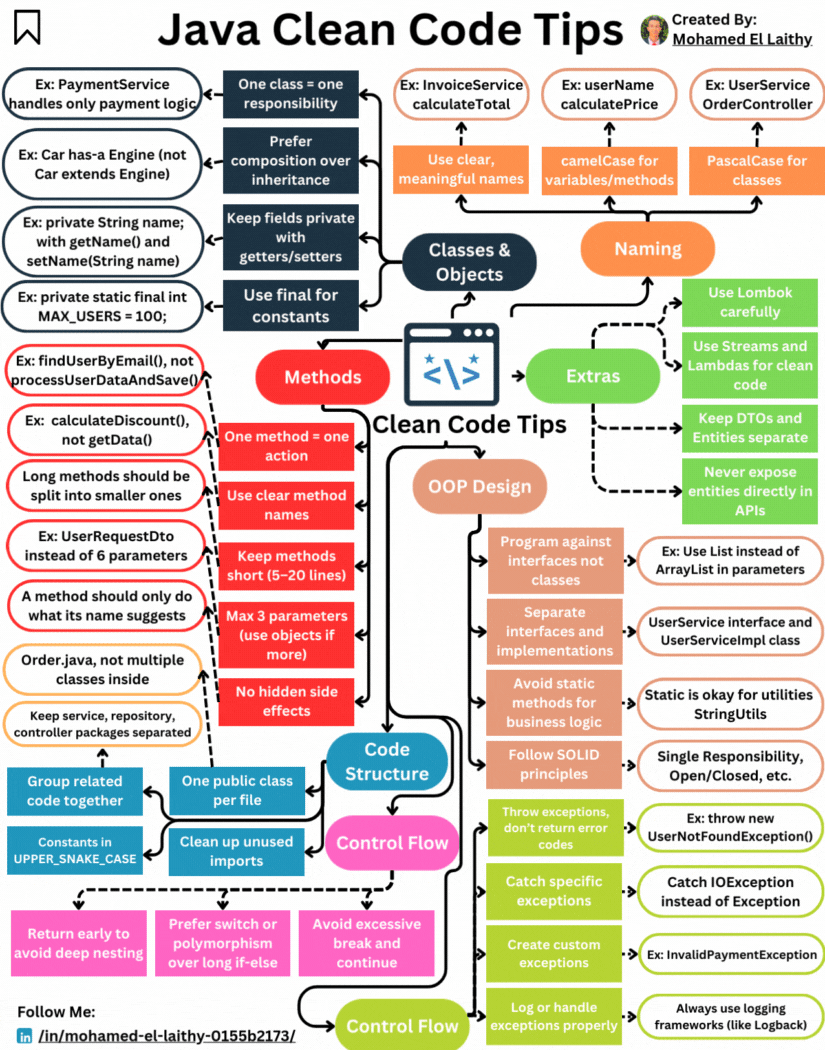 Java Clean Code Tips
Created By:
Mohamed El Laithy
Ex: PaymentService
handles only payment logic
One class = one
responsibility
Ex: Car has-a Engine (not
Car extends Engine)
Prefer
composition over
inheritance
Ex: private String name;
with getName() and
setName(String name)
Keep fields private
with
getters/setters
Ex: private static final int
MAX_USERS = 100;
Use final for
constants
Classes &
Objects
Ex: InvoiceService
calculateTotal
Ex: userName
calculatePrice
Ex: UserService
OrderController
Use clear,
meaningful names
camelCase for
variables/methods
PascalCase for
classes
Naming
</>
Clean Code Tips
Extras
Use Lombok
carefully
Use Streams and
Lambdas for clean
code
Keep DTOs and
Entities separate
Never expose
entities directly in
APIs
Methods
Ex: findUserByEmail(), not
processUserDataAndSave()
One method = one
action
Ex: calculateDiscount(),
not getData()
Use clear method
names
Long methods should be
split into smaller ones
Keep methods
short (5–20 lines)
Ex: UserRequestDto
instead of 6 parameters
Max 3 parameters
(use objects if
more)
A method should only do
what its name suggests
No hidden side
effects
OOP Design
Program against
interfaces not
classes
Ex: Use List instead of
ArrayList in parameters
Separate
interfaces and
implementations
UserService interface and
UserServiceImpl class
Avoid static
methods for
business logic
Static is okay for utilities
StringUtils
Follow SOLID
principles
Single Responsibility,
Open/Closed, etc.
Order.java, not multiple
classes inside
Keep service, repository,
controller packages separated
Code
Structure
Group related
code together
One public class
per file
Constants in
UPPER_SNAKE_CASE
Clean up unused
imports
Control Flow
Return early to
avoid deep nesting
Prefer switch or
polymorphism
over long if-else
Avoid excessive
break and
continue
Throw exceptions,
don't return error
codes
Ex: throw new
UserNotFoundException()
Catch specific
exceptions
Catch IOException
instead of Exception
Create custom
exceptions
Ex: InvalidPaymentException
Log or handle
exceptions properly
Always use logging
frameworks (like Logback)
Control Flow
Follow Me:
in /in/mohamed-el-laithy-0155b2173/